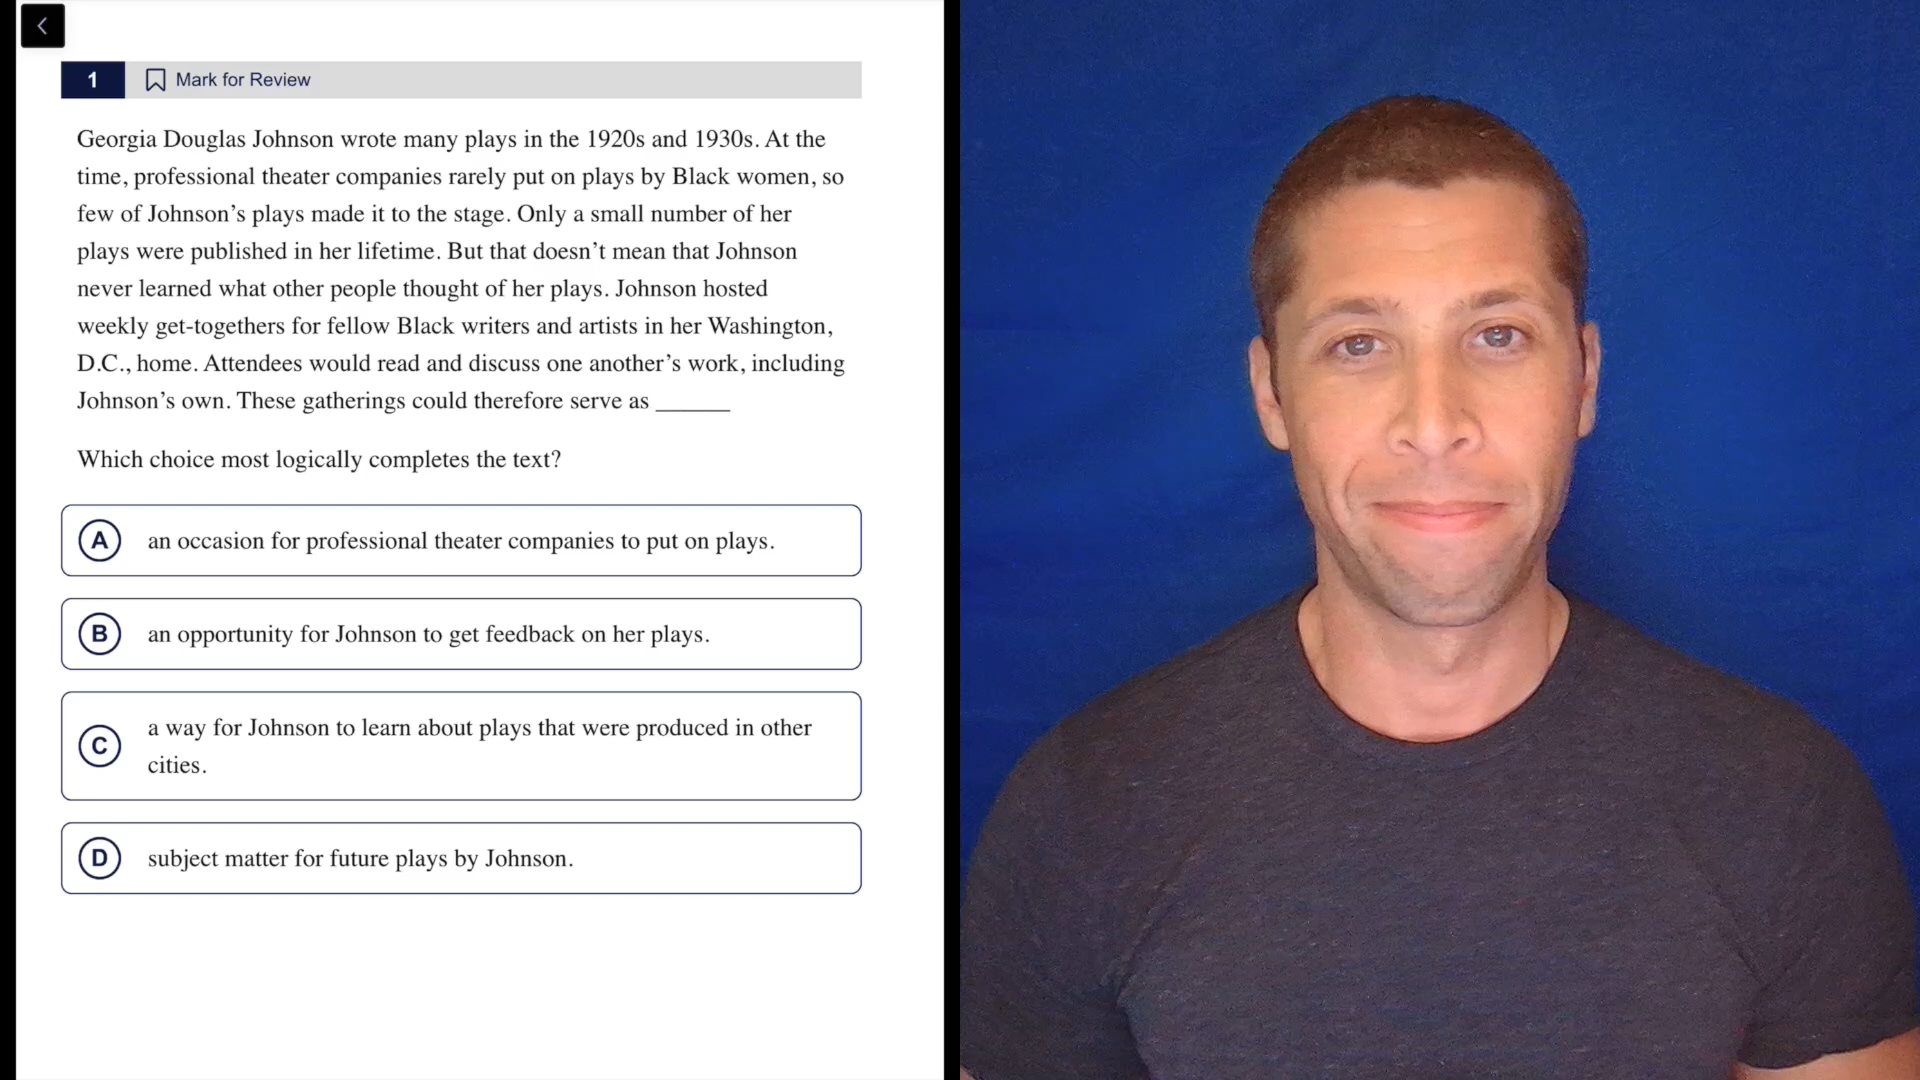 1 Mark for Review
Georgia Douglas Johnson wrote many plays in the 1920s and 1930s. At the
time, professional theater companies rarely put on plays by Black women, so
few of Johnson’s plays made it to the stage. Only a small number of her
plays were published in her lifetime. But that doesn’t mean that Johnson
never learned what other people thought of her plays. Johnson hosted
weekly get-togethers for fellow Black writers and artists in her Washington,
D.C., home. Attendees would read and discuss one another’s work, including
Johnson’s own. These gatherings could therefore serve as ______
Which choice most logically completes the text?
A an occasion for professional theater companies to put on plays.
B an opportunity for Johnson to get feedback on her plays.
C a way for Johnson to learn about plays that were produced in other
cities.
D subject matter for future plays by Johnson.